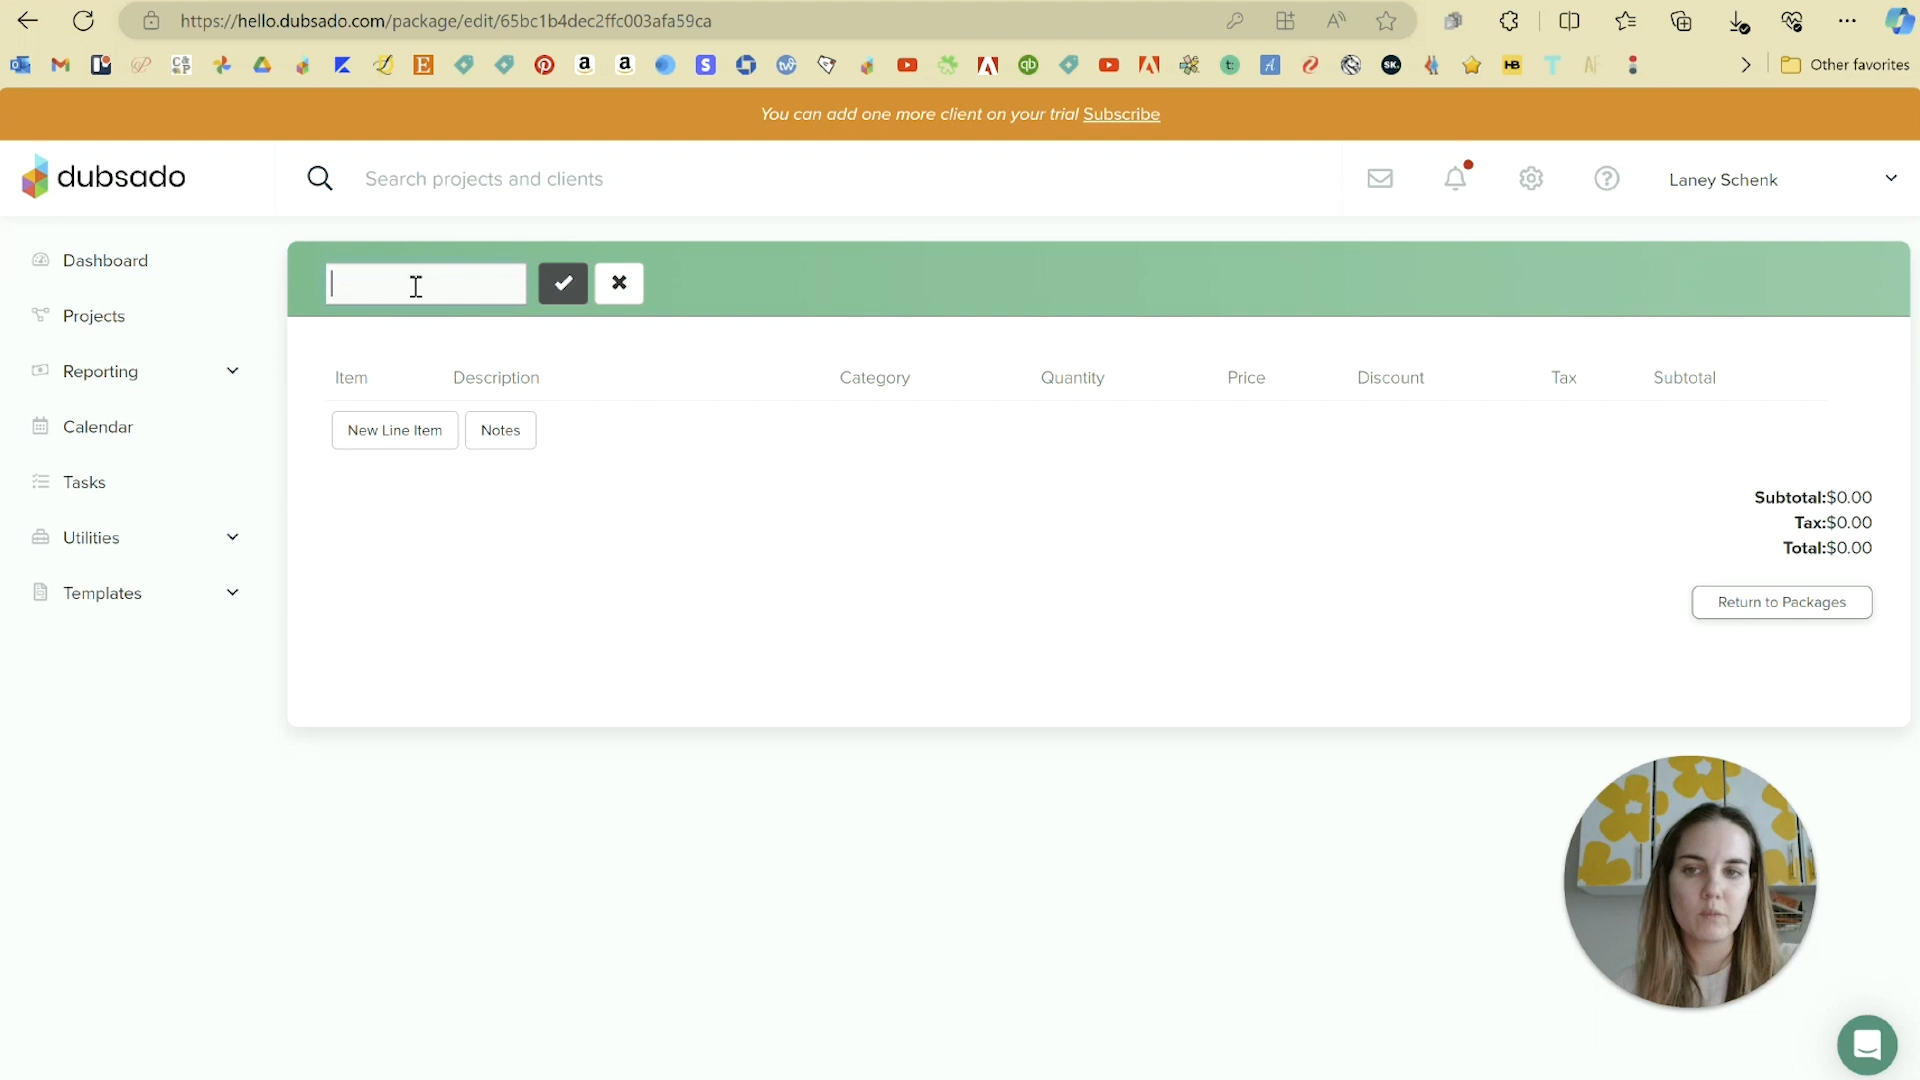 https://hello.dubsado.com/package/edit/65bc1b4dec2ffc003afa59ca
Other favorites
You can add one more client on your trial Subscribe
dubsado
Search projects and clients
Laney Schenk
Dashboard
Projects
Reporting
Calendar
Tasks
Utilities
Templates
Item Description Category Quantity Price Discount Tax Subtotal
New Line Item Notes
Subtotal:$0.00
Tax:$0.00
Total:$0.00
Return to Packages